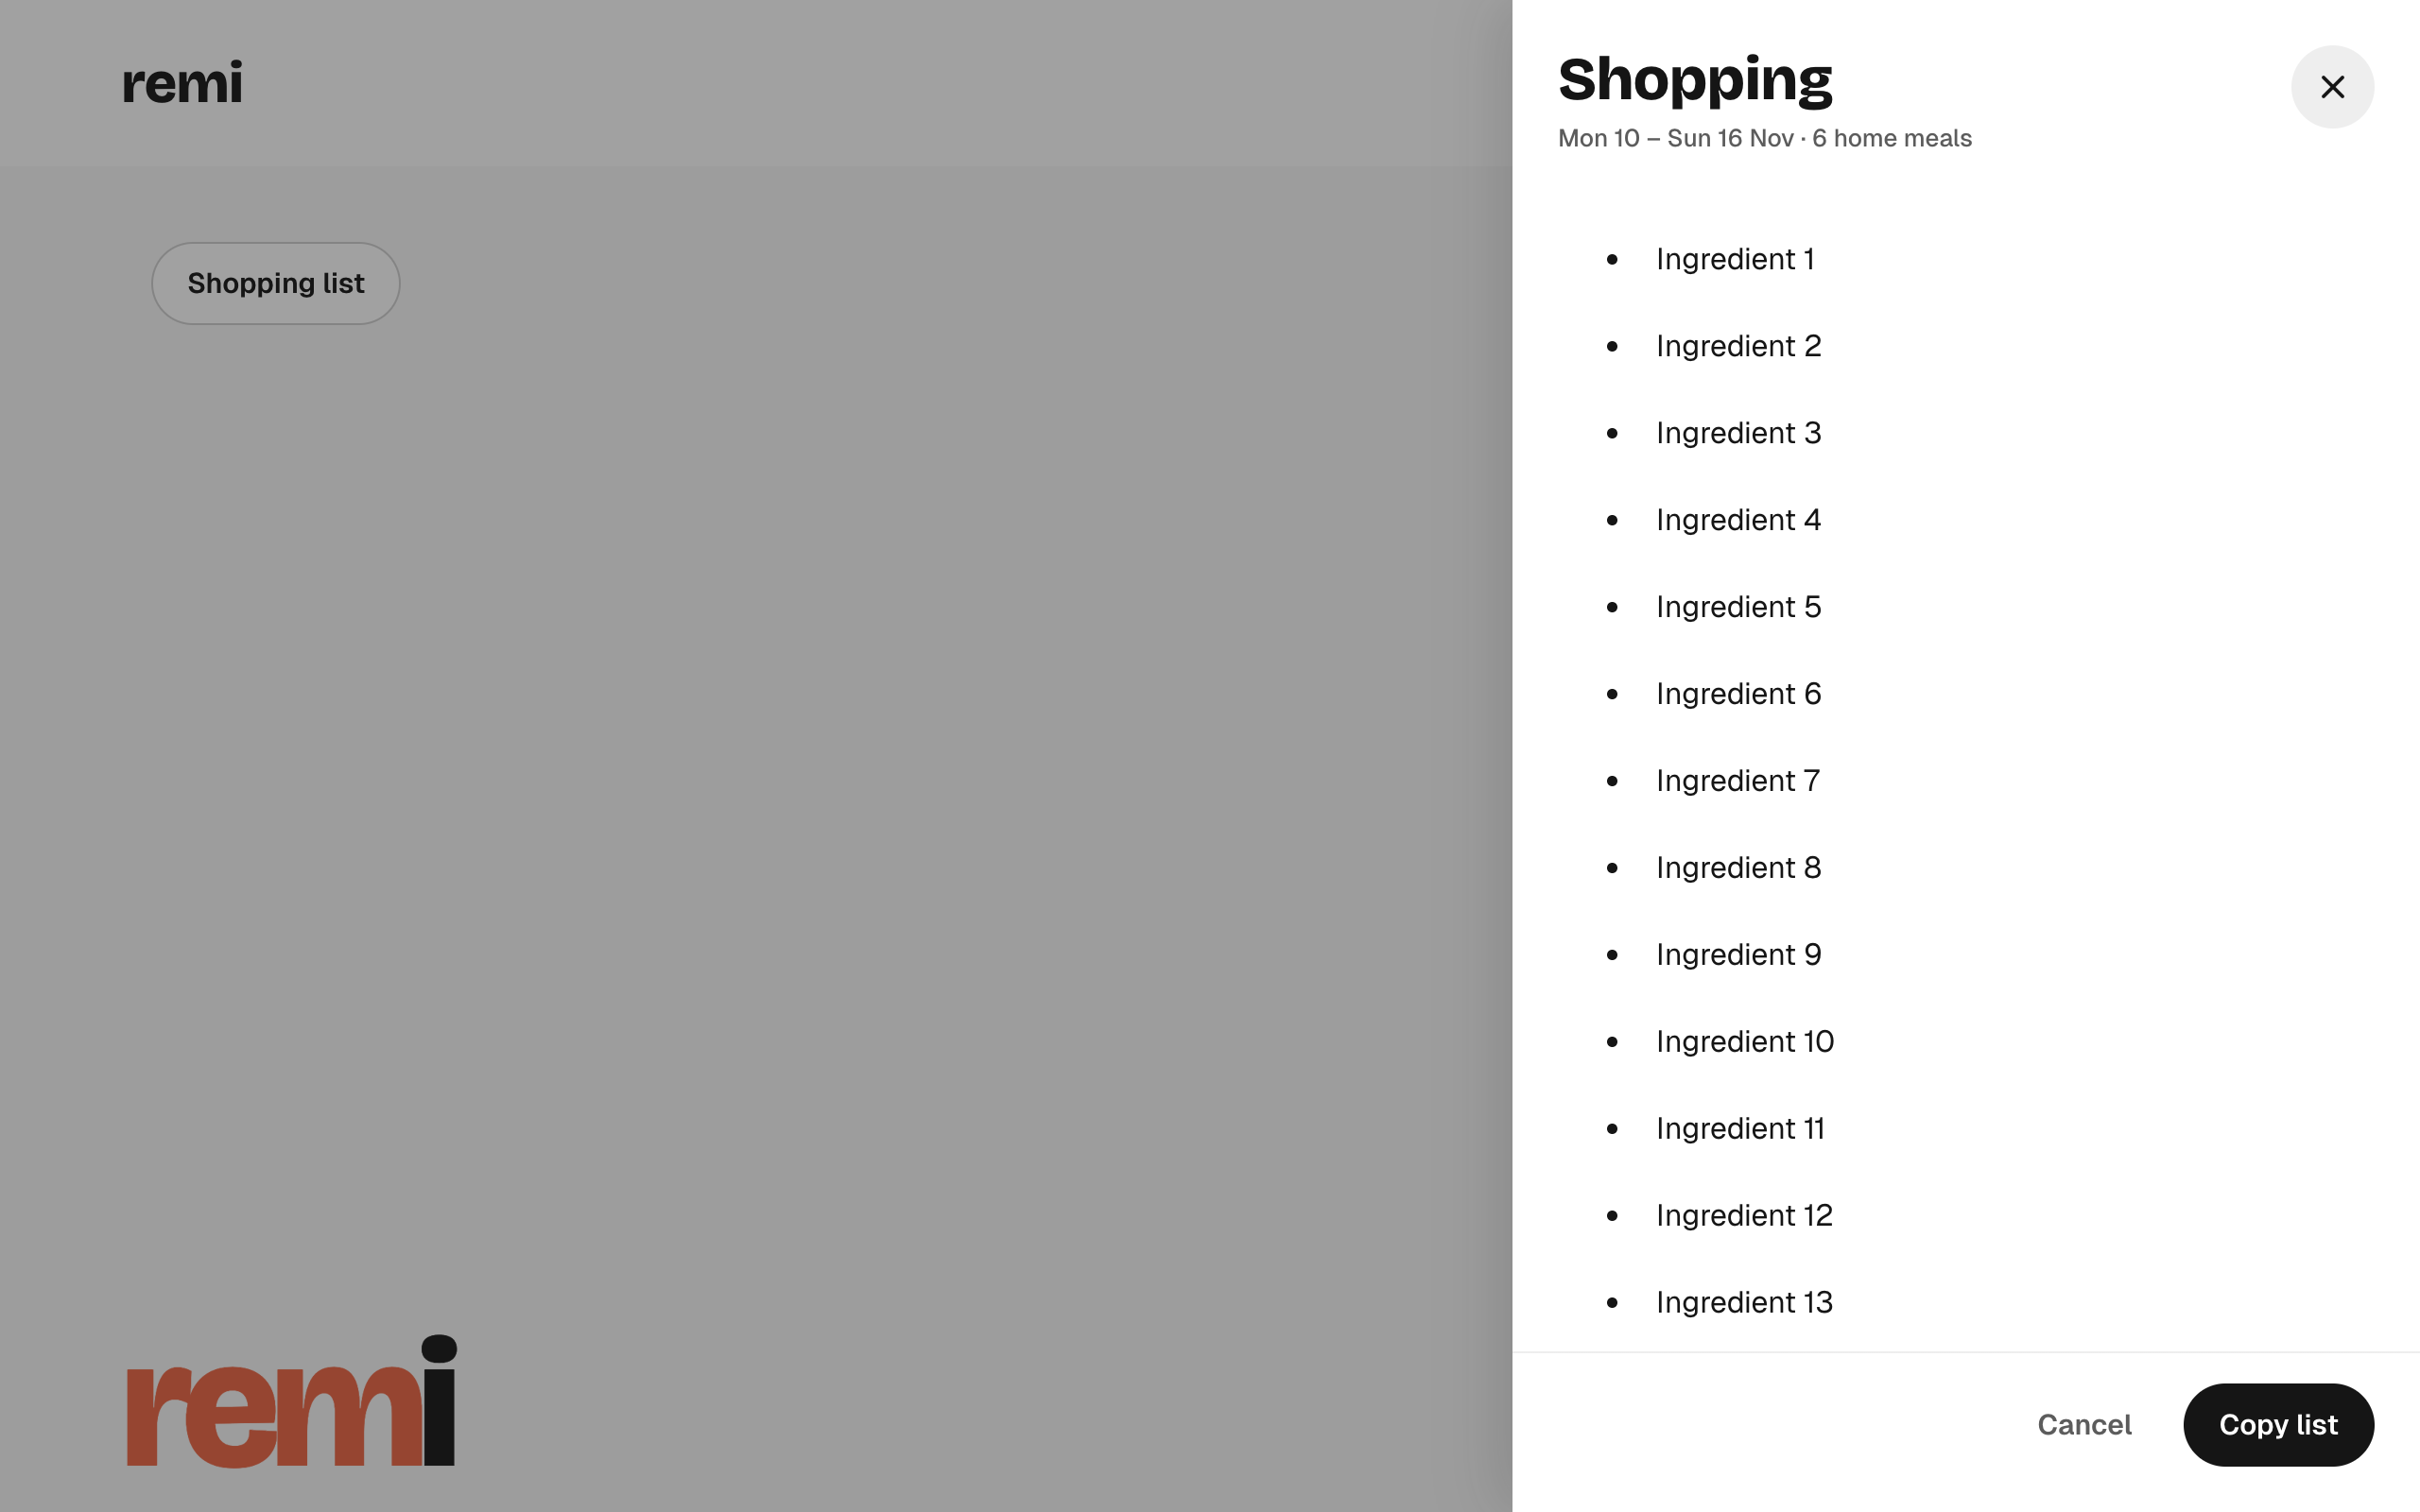 remi
Shopping list
remi
Shopping
Mon 10 – Sun 16 Nov · 6 home meals
• Ingredient 1
• Ingredient 2
• Ingredient 3
• Ingredient 4
• Ingredient 5
• Ingredient 6
• Ingredient 7
• Ingredient 8
• Ingredient 9
• Ingredient 10
• Ingredient 11
• Ingredient 12
• Ingredient 13
Cancel
Copy list